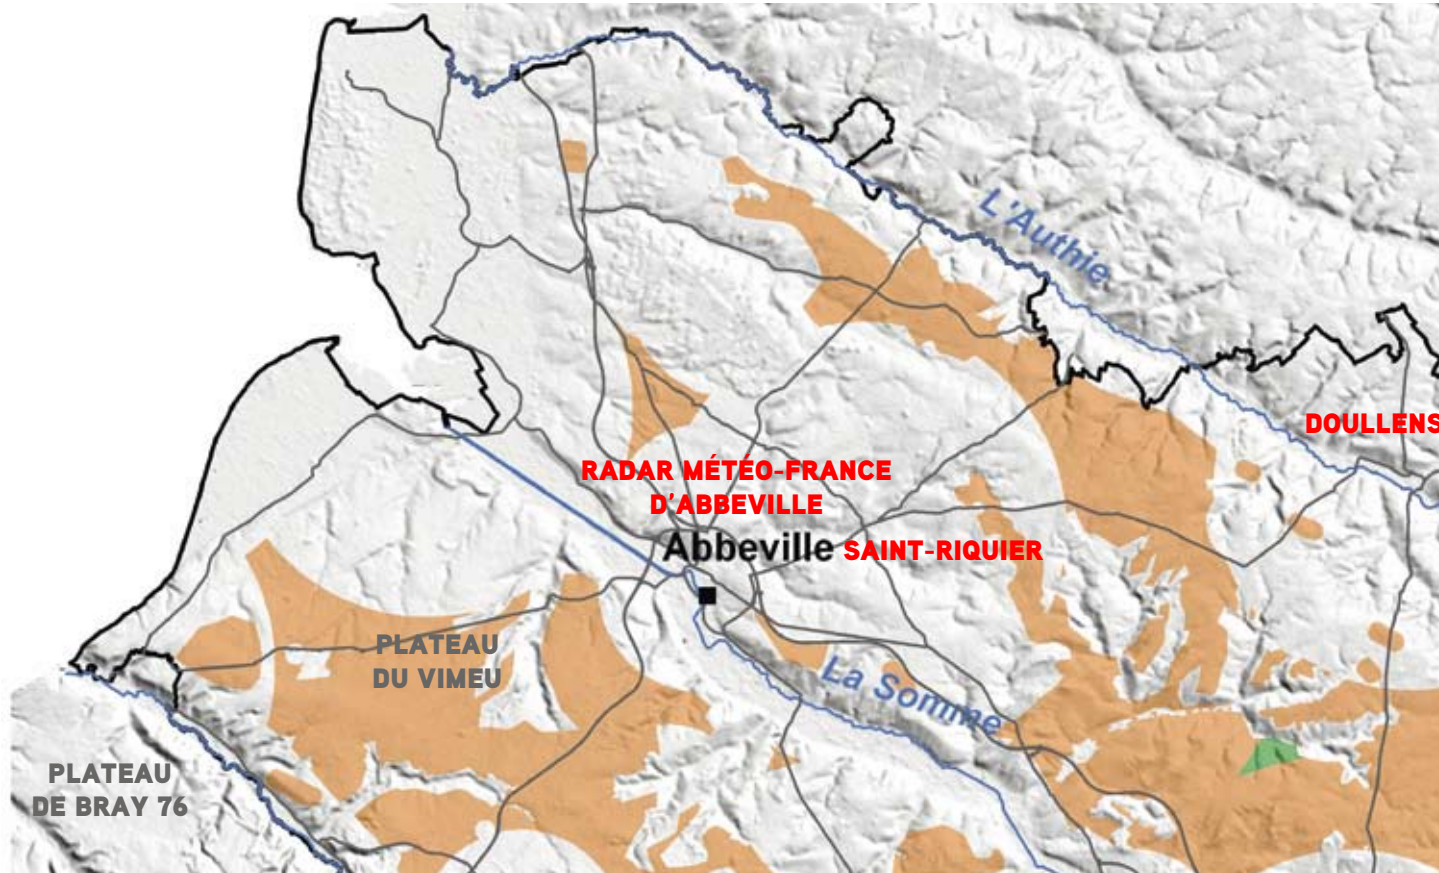 L'Authie
DOULLENS
RADAR MÉTÉO-FRANCE
D'ABBEVILLE
Abbeville
SAINT-RIQUIER
PLATEAU
DU VIMEU
La Somme
PLATEAU
DE BRAY 76